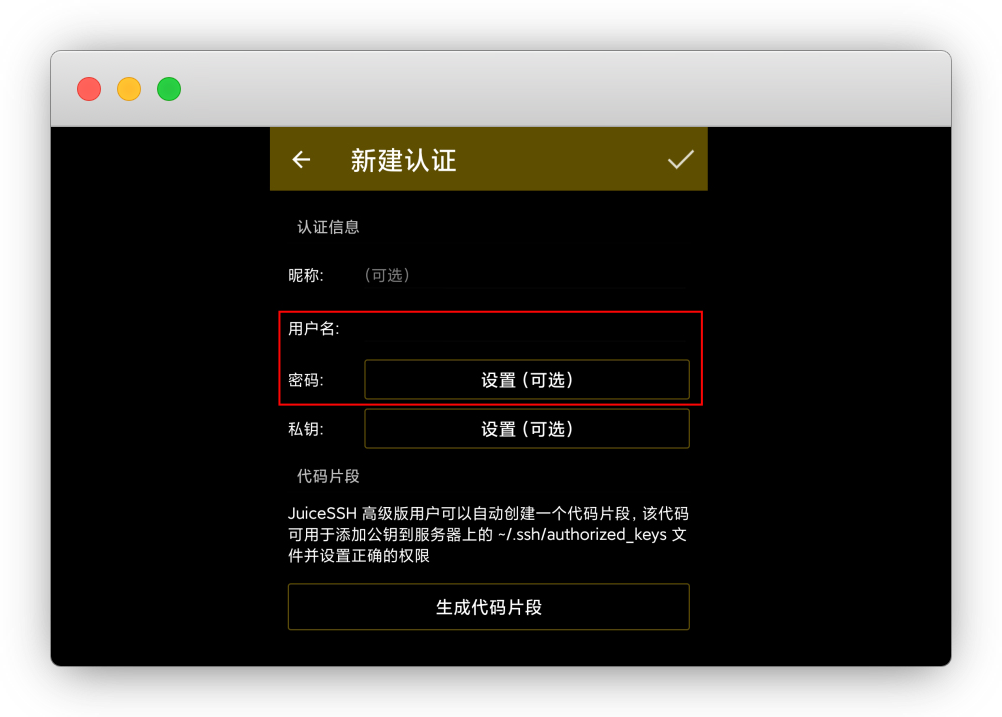 新建认证
认证信息
昵称: (可选)
用户名:
密码: 设置 (可选)
私钥: 设置 (可选)
代码片段
JuiceSSH 高级版用户可以自动创建一个代码片段, 该代码
可用于添加公钥到服务器上的 ~/.ssh/authorized_keys 文
件并设置正确的权限
生成代码片段